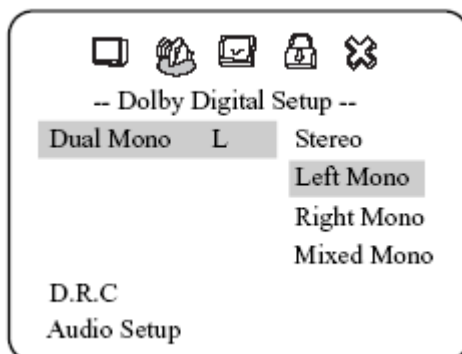 -- Dolby Digital Setup --
Dual Mono L Stereo
Left Mono
Right Mono
Mixed Mono
D.R.C
Audio Setup